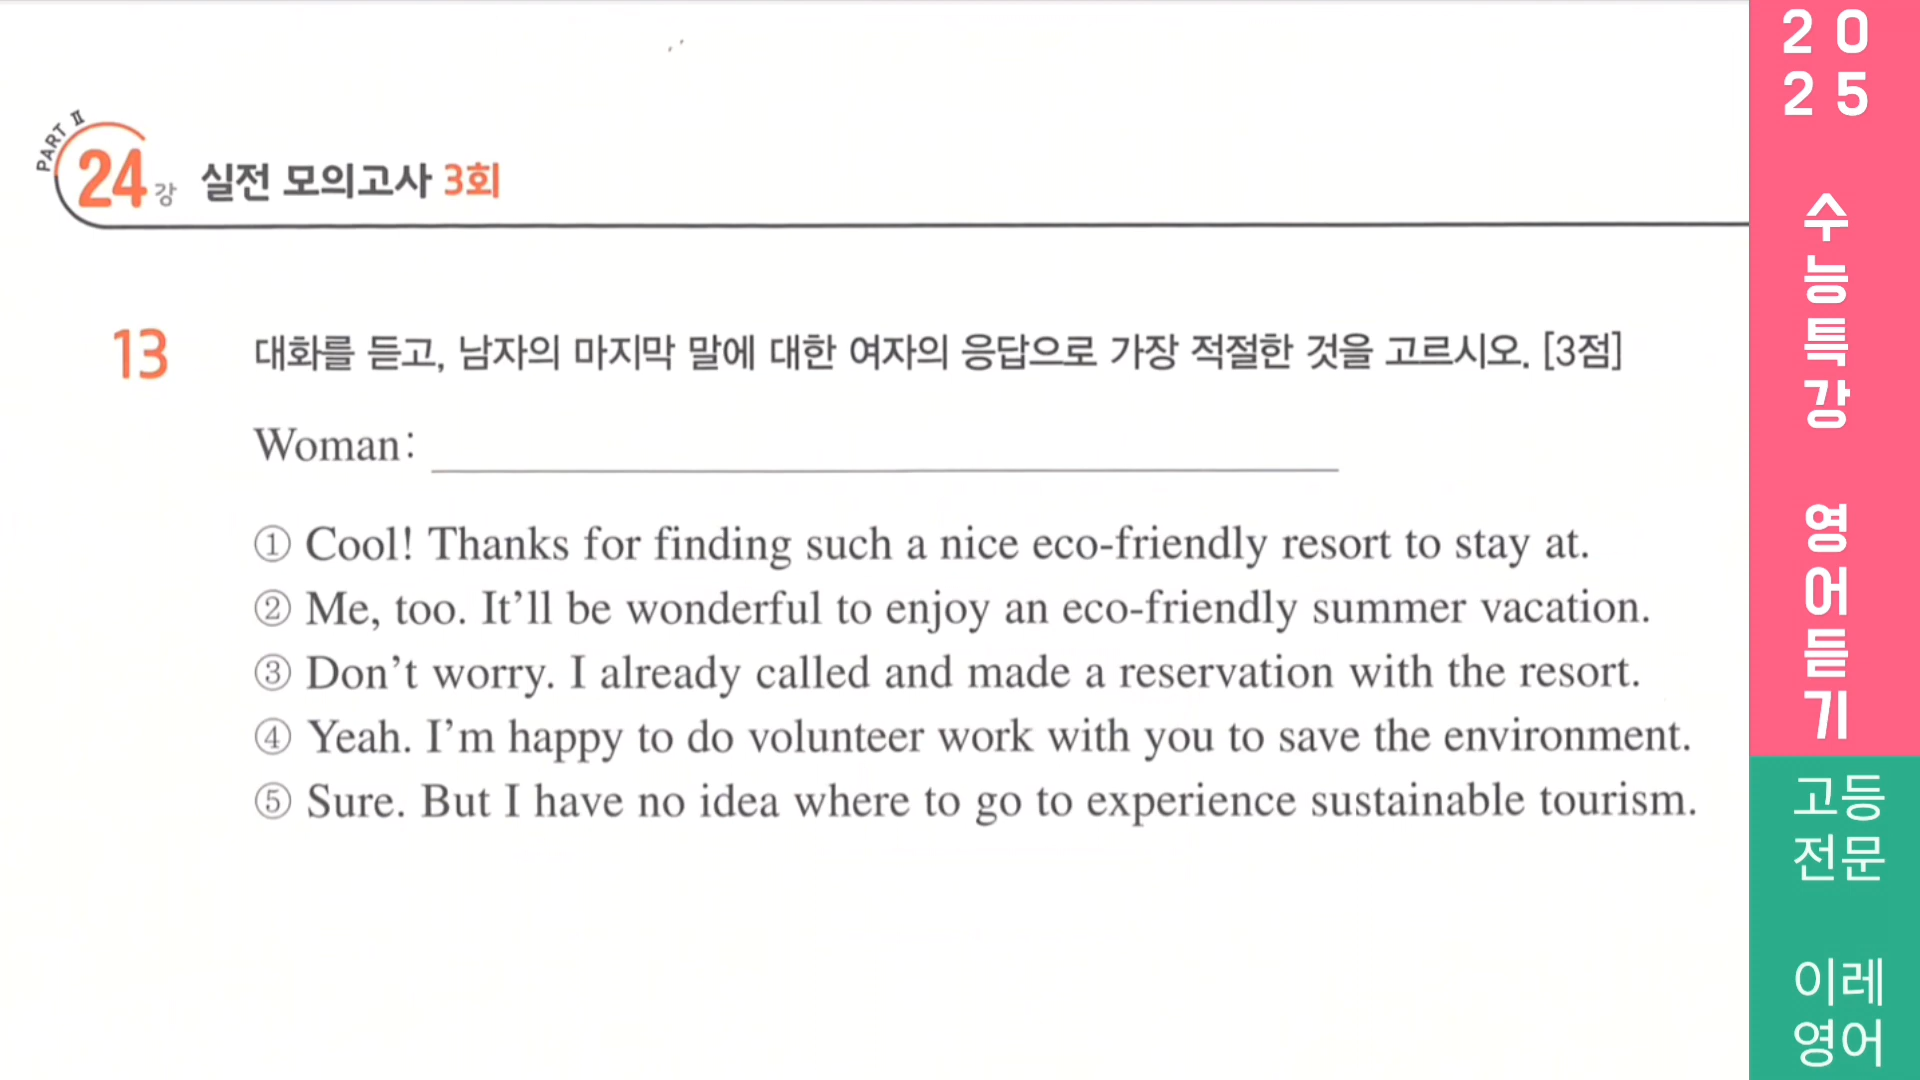 PART Ⅱ
24강 실전 모의고사 3회
13 대화를 듣고, 남자의 마지막 말에 대한 여자의 응답으로 가장 적절한 것을 고르시오. [3점]
Woman:
① Cool! Thanks for finding such a nice eco-friendly resort to stay at.
② Me, too. It’ll be wonderful to enjoy an eco-friendly summer vacation.
③ Don’t worry. I already called and made a reservation with the resort.
④ Yeah. I’m happy to do volunteer work with you to save the environment.
⑤ Sure. But I have no idea where to go to experience sustainable tourism.
2025 수능특강 영어듣기
고등전문 이레영어